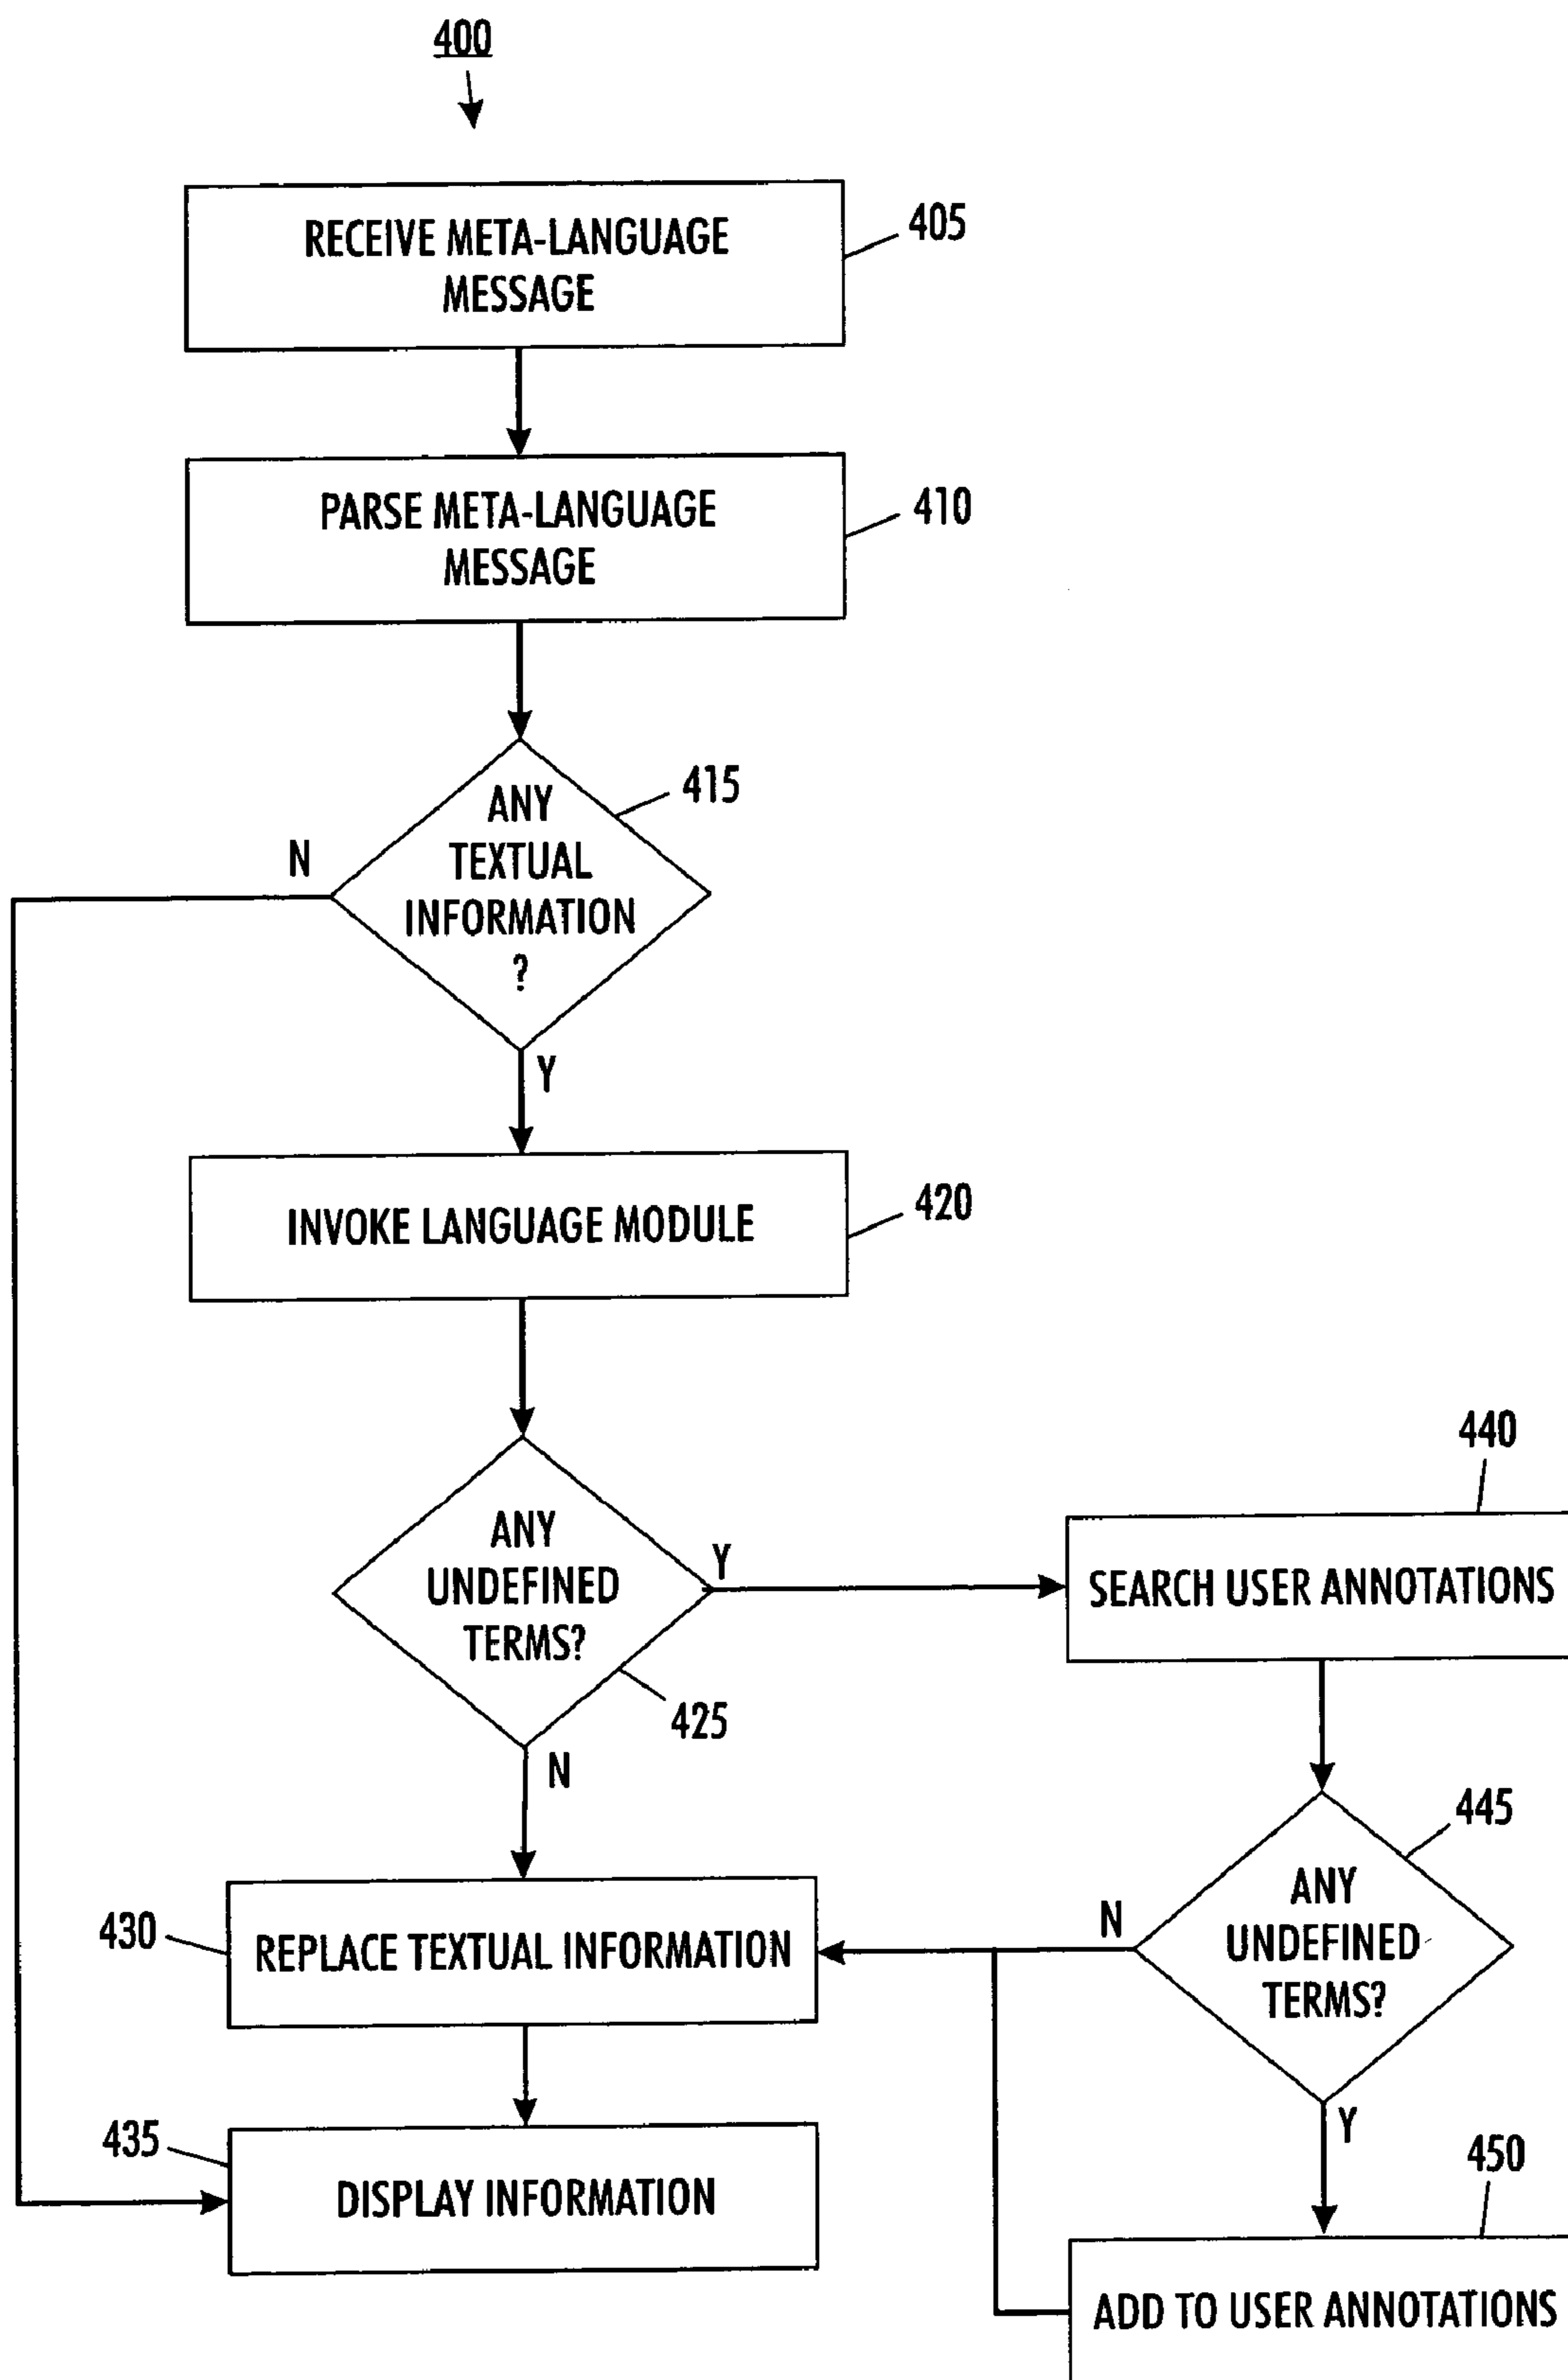 400
RECEIVE META-LANGUAGE
MESSAGE
405
PARSE META-LANGUAGE
MESSAGE
410
ANY
TEXTUAL
INFORMATION
?
415
N
Y
INVOKE LANGUAGE MODULE
420
ANY
UNDEFINED
TERMS?
425
Y
N
440
SEARCH USER ANNOTATIONS
445
ANY
UNDEFINED
TERMS?
N
Y
430
REPLACE TEXTUAL INFORMATION
435
DISPLAY INFORMATION
450
ADD TO USER ANNOTATIONS